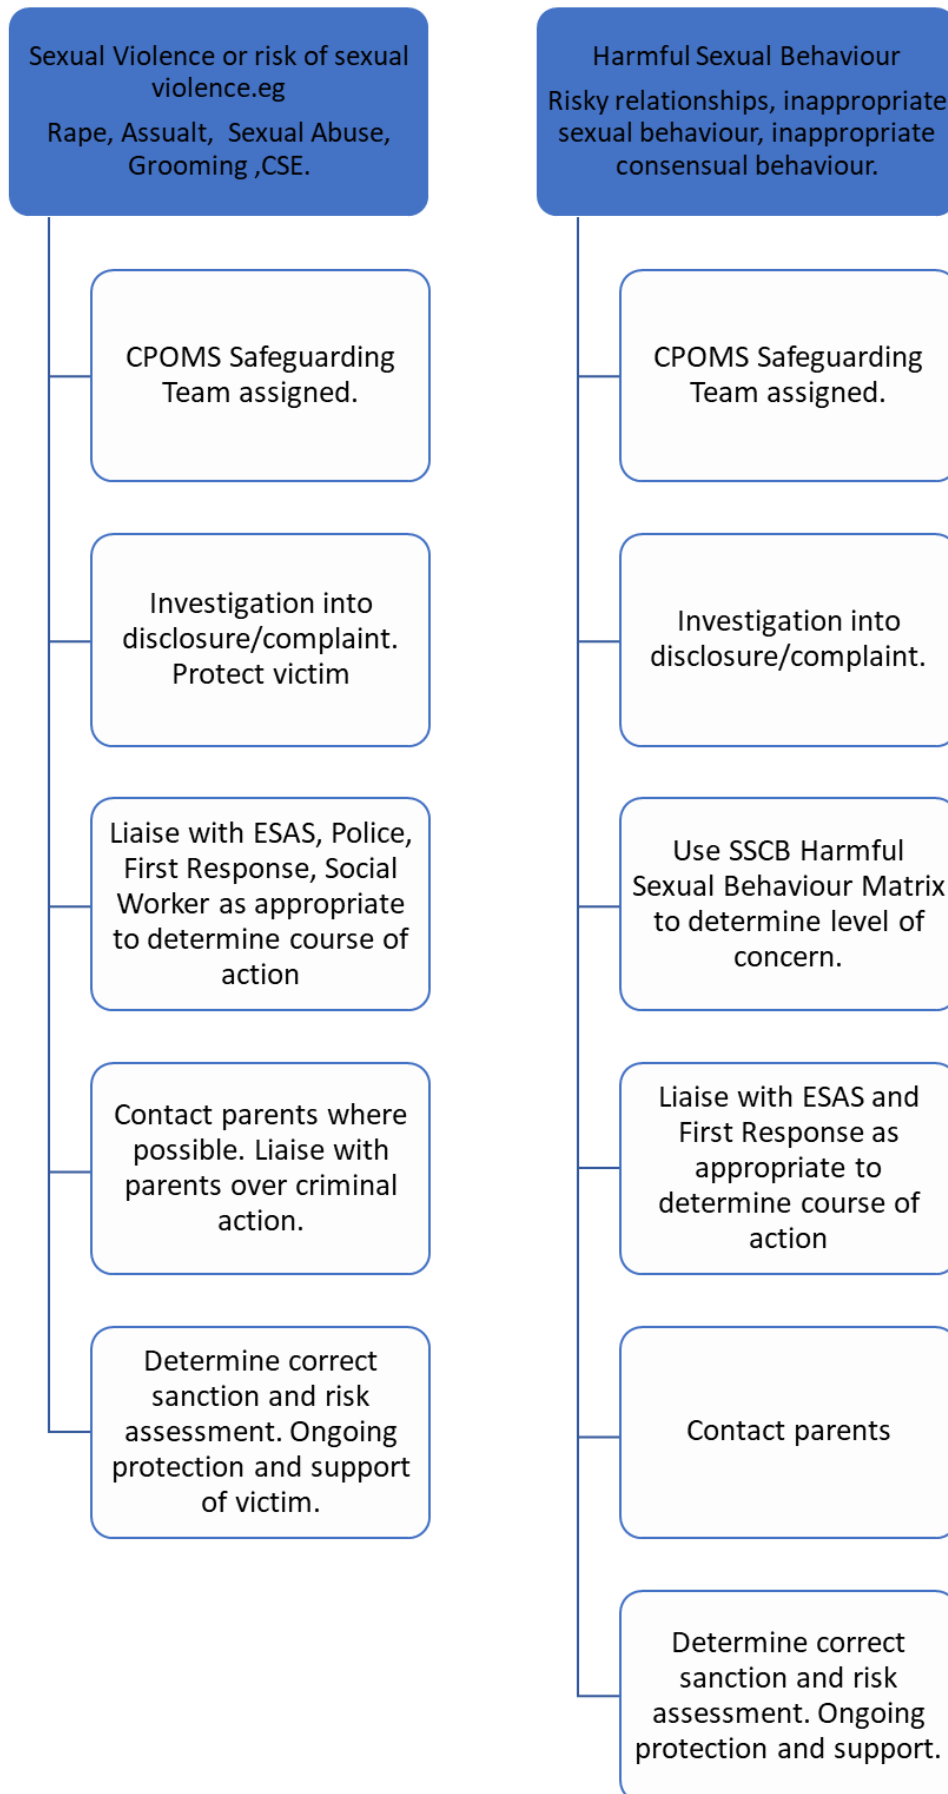 Sexual Violence or risk of sexual
violence.eg
Rape, Assualt, Sexual Abuse,
Grooming ,CSE.
CPOMS Safeguarding
Team assigned.
Investigation into
disclosure/complaint.
Protect victim
Liaise with ESAS, Police,
First Response, Social
Worker as appropriate
to determine course of
action
Contact parents where
possible. Liaise with
parents over criminal
action.
Determine correct
sanction and risk
assessment. Ongoing
protection and support
of victim.
Harmful Sexual Behaviour
Risky relationships, inappropriate
sexual behaviour, inappropriate
consensual behaviour.
CPOMS Safeguarding
Team assigned.
Investigation into
disclosure/complaint.
Use SSCB Harmful
Sexual Behaviour Matrix
to determine level of
concern.
Liaise with ESAS and
First Response as
appropriate to
determine course of
action
Contact parents
Determine correct
sanction and risk
assessment. Ongoing
protection and support.